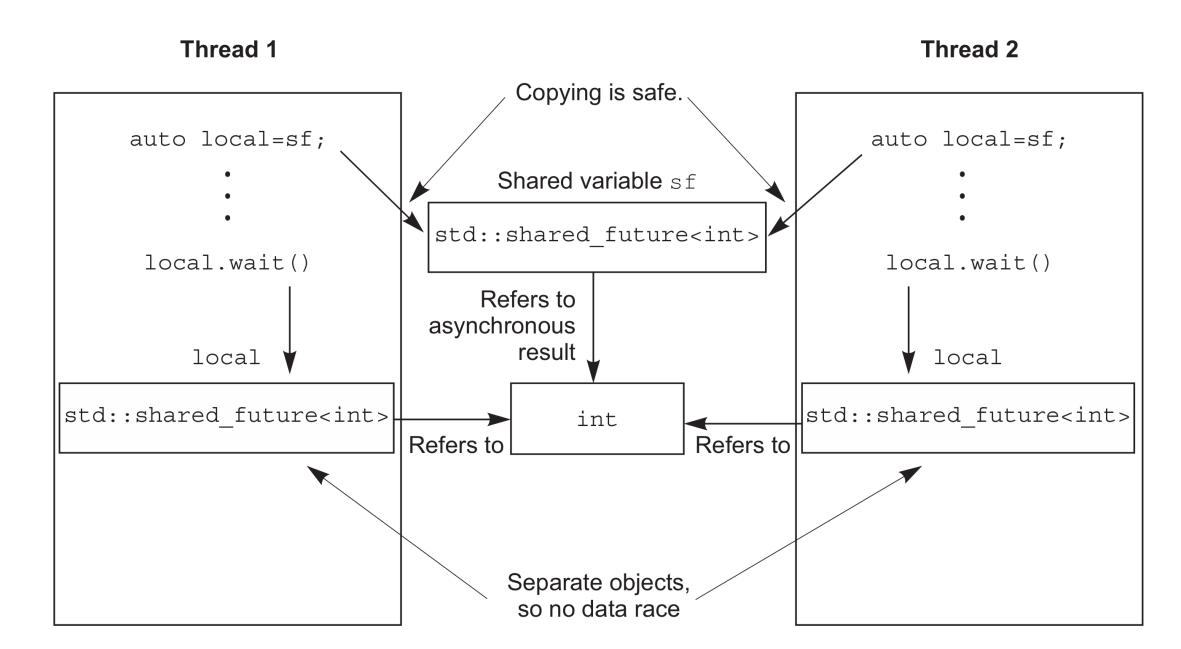 Thread 1
Thread 2
Copying is safe.
auto local=sf;
auto local=sf;
Shared variable sf
std::shared_future<int>
local.wait()
local.wait()
Refers to
asynchronous
result
local
local
std::shared_future<int>
int
std::shared_future<int>
Refers to
Refers to
Separate objects,
so no data race